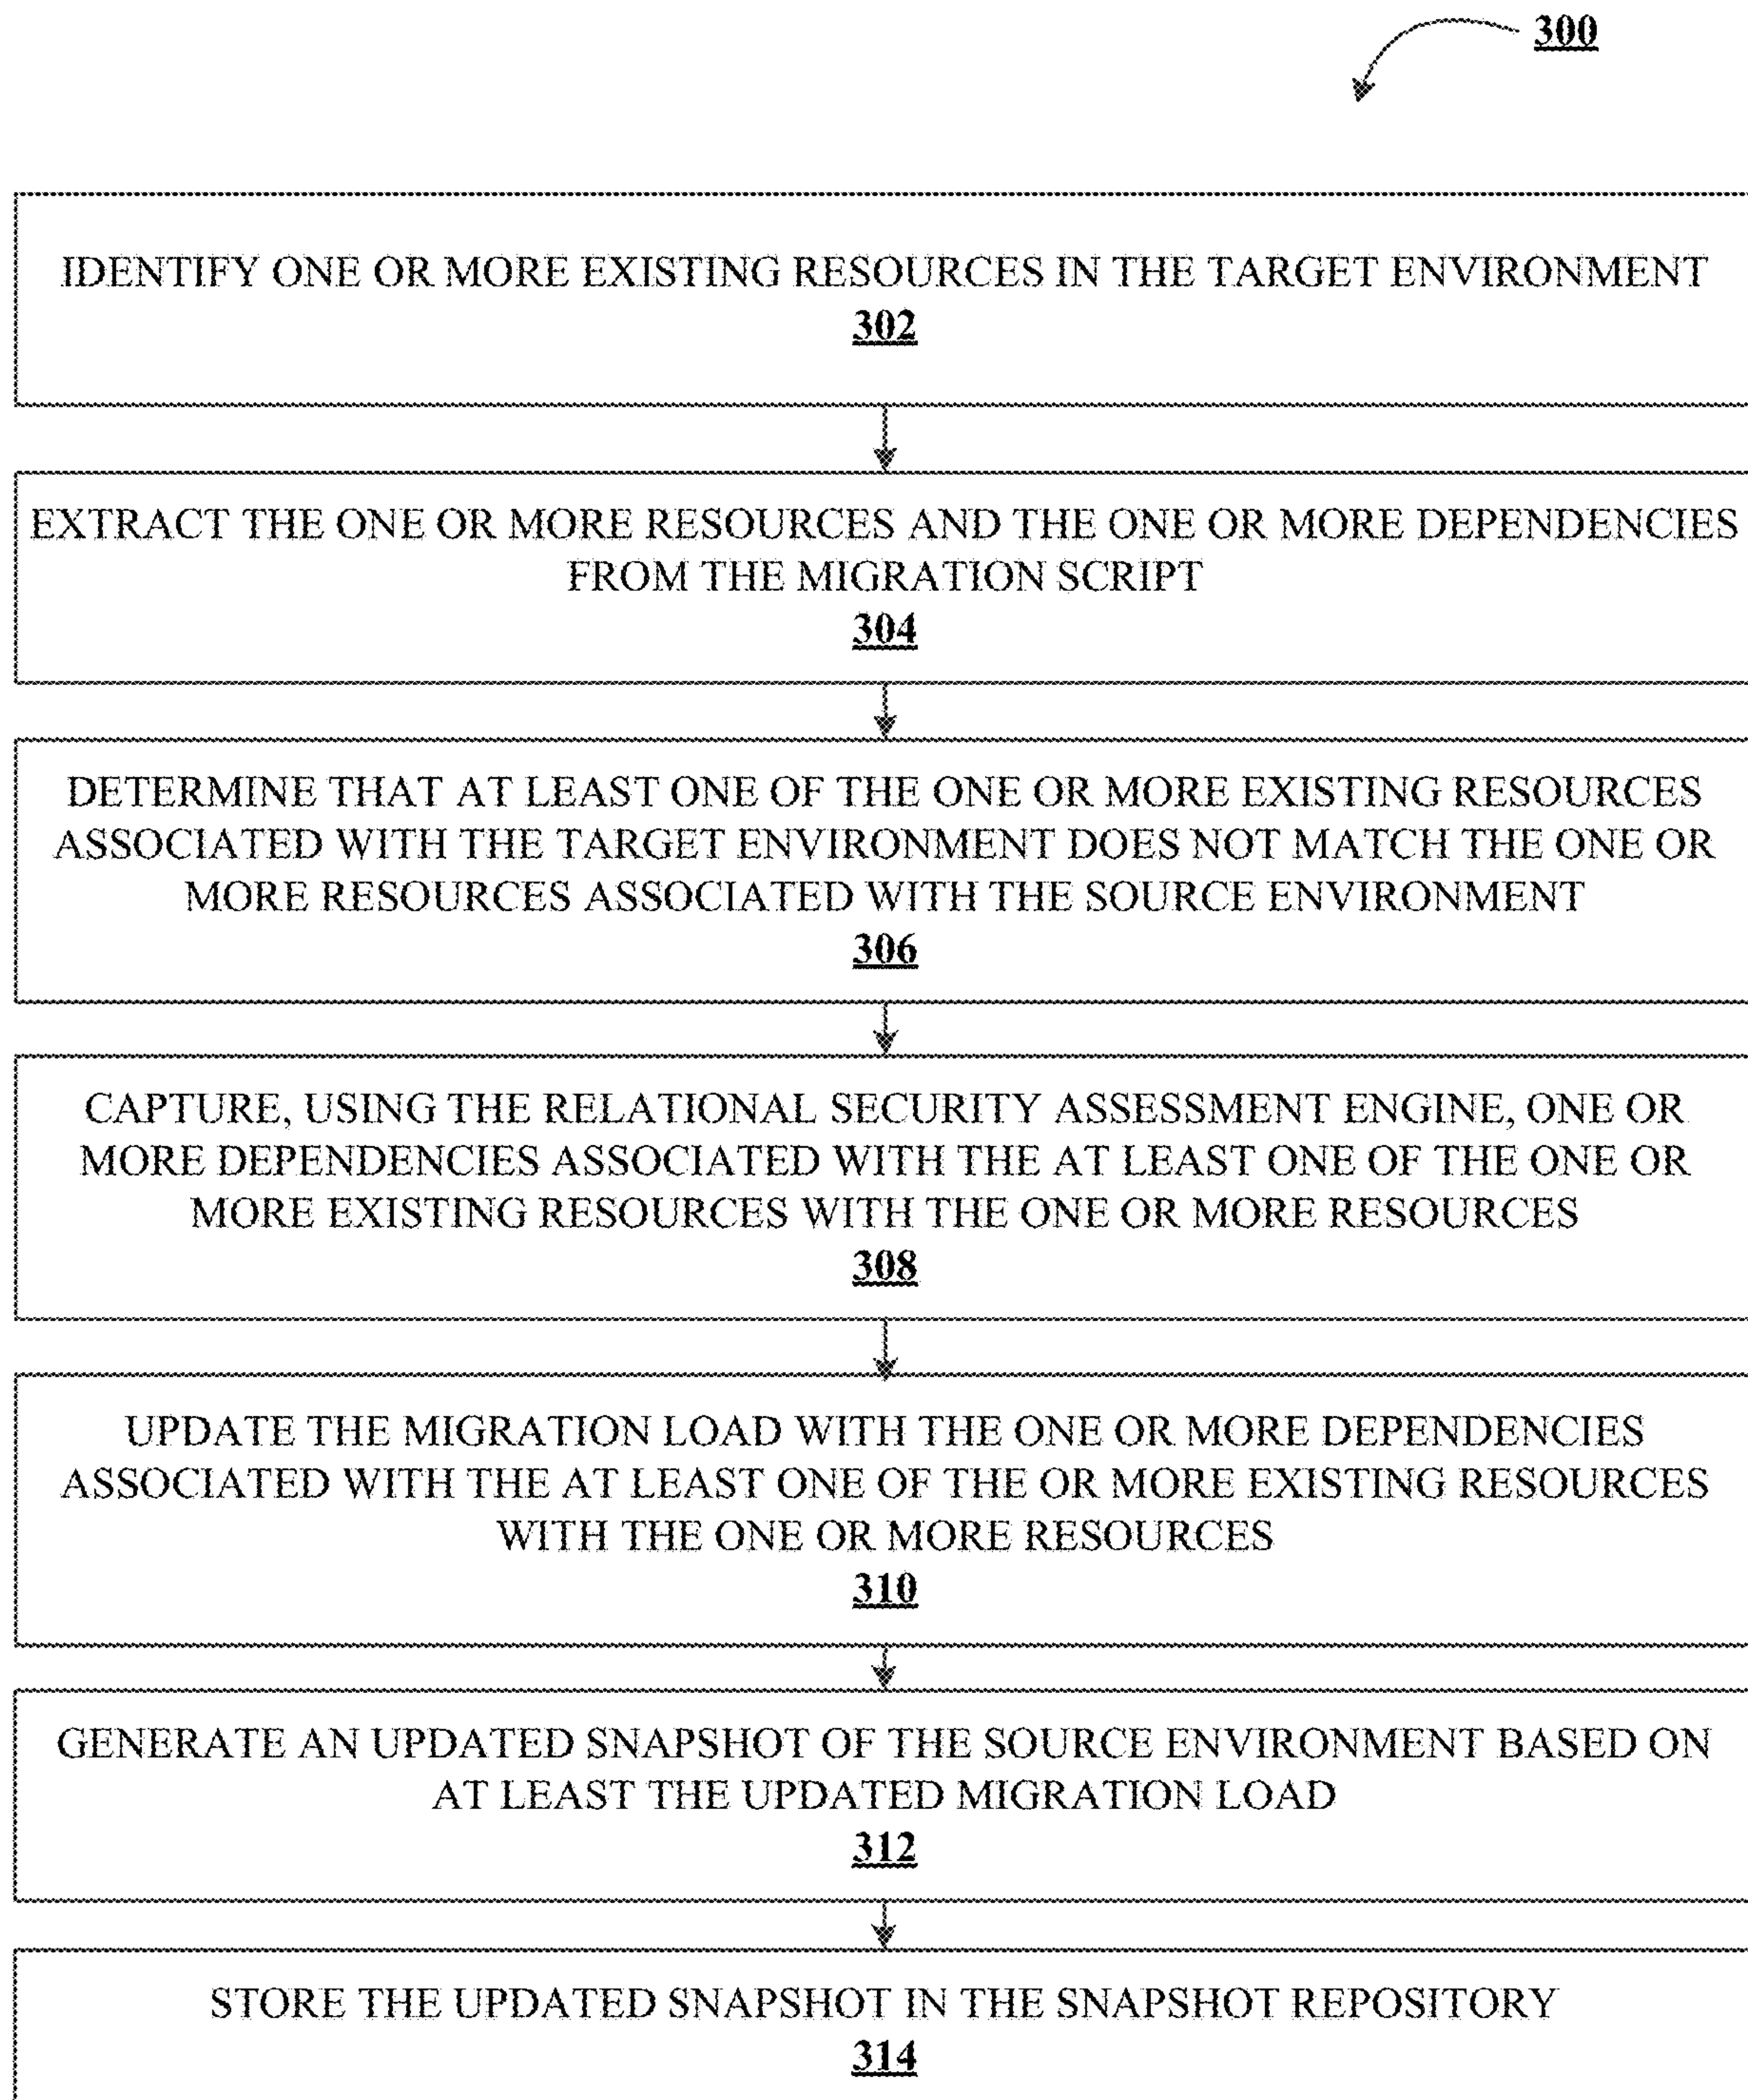 300
IDENTIFY ONE OR MORE EXISTING RESOURCES IN THE TARGET ENVIRONMENT
302
EXTRACT THE ONE OR MORE RESOURCES AND THE ONE OR MORE DEPENDENCIES
FROM THE MIGRATION SCRIPT
304
DETERMINE THAT AT LEAST ONE OF THE ONE OR MORE EXISTING RESOURCES
ASSOCIATED WITH THE TARGET ENVIRONMENT DOES NOT MATCH THE ONE OR
MORE RESOURCES ASSOCIATED WITH THE SOURCE ENVIRONMENT
306
CAPTURE, USING THE RELATIONAL SECURITY ASSESSMENT ENGINE, ONE OR
MORE DEPENDENCIES ASSOCIATED WITH THE AT LEAST ONE OF THE ONE OR
MORE EXISTING RESOURCES WITH THE ONE OR MORE RESOURCES
308
UPDATE THE MIGRATION LOAD WITH THE ONE OR MORE DEPENDENCIES
ASSOCIATED WITH THE AT LEAST ONE OF THE OR MORE EXISTING RESOURCES
WITH THE ONE OR MORE RESOURCES
310
GENERATE AN UPDATED SNAPSHOT OF THE SOURCE ENVIRONMENT BASED ON
AT LEAST THE UPDATED MIGRATION LOAD
312
STORE THE UPDATED SNAPSHOT IN THE SNAPSHOT REPOSITORY
314